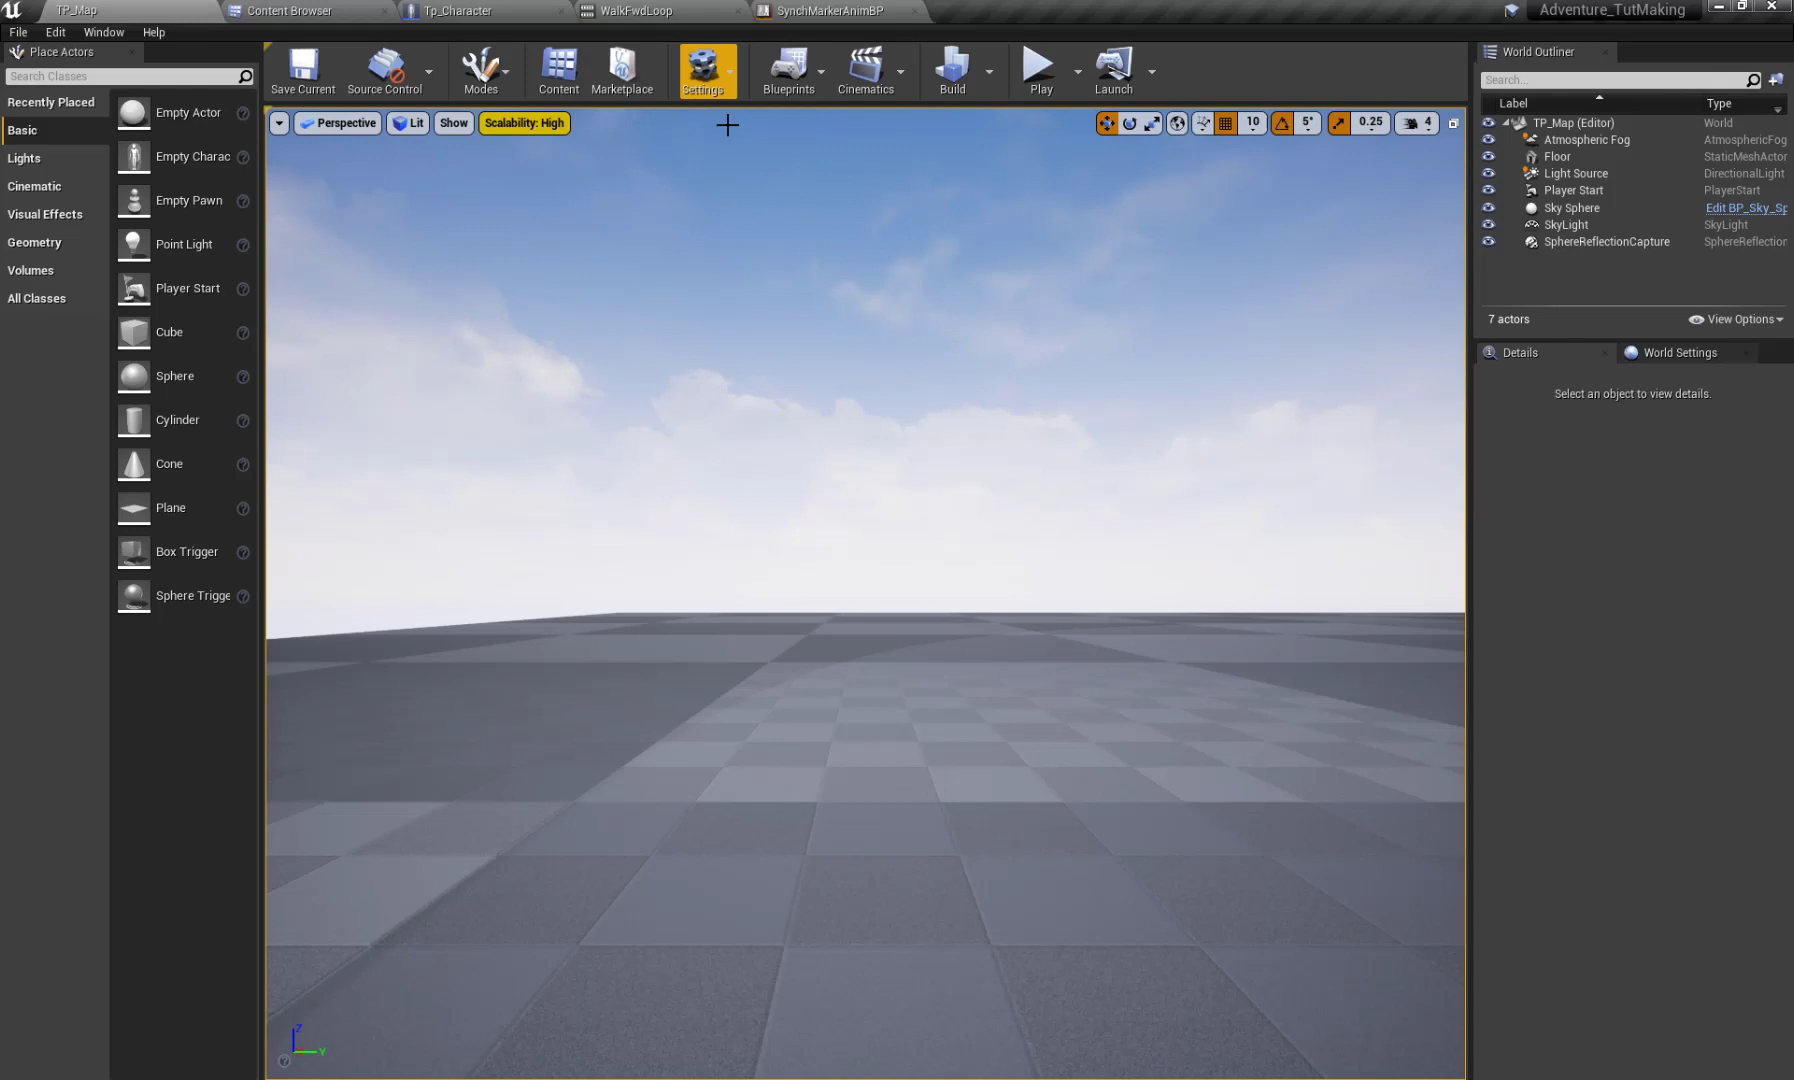 TP_Map
Content Browser
Tp_Character
WalkFwdLoop
SynchMarkerAnimBP
Adventure_TutMaking
File
Edit
Window
Help
Place Actors
Search Classes
Recently Placed
Basic
Lights
Cinematic
Visual Effects
Geometry
Volumes
All Classes
Empty Actor
Empty Charac
Empty Pawn
Point Light
Player Start
Cube
Sphere
Cylinder
Cone
Plane
Box Trigger
Sphere Trigge
Save Current
Source Control
Modes
Content
Marketplace
Settings
Blueprints
Cinematics
Build
Play
Launch
Perspective
Lit
Show
Scalability: High
10
5°
0.25
4
Z
Y
World Outliner
Search...
Label
Type
TP_Map (Editor)
World
Atmospheric Fog
AtmosphericFog
Floor
StaticMeshActor
Light Source
DirectionalLight
Player Start
PlayerStart
Sky Sphere
Edit BP_Sky_Sp
SkyLight
SkyLight
SphereReflectionCapture
SphereReflection
7 actors
View Options
Details
World Settings
Select an object to view details.